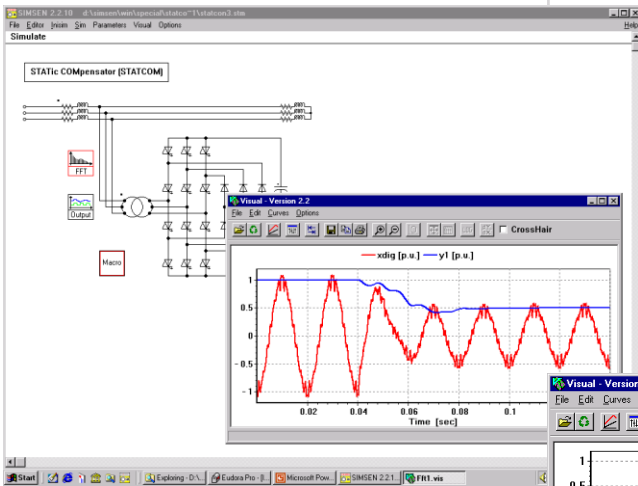 SIMSEN 2.2.10 d:\simsen\win\special\statco~1\statcon3.stm
File Editor Inisim Sim Parameters Visual Options Help
Simulate
STATic COMpensator (STATCOM)
FFT
Output
Macro
Visual - Version 2.2
File Edit Curves Options
CrossHair
xdig [p.u.] y1 [p.u.]
1
0.5
0
- 0.5
- 1
0.02 0.04 0.06 0.08 0.1
Time [sec]
Visual - Version
File Edit Curves
1
0.5
Start Exploring - D:\... Eudora Pro - [I... Microsoft Pow... SIMSEN 2.2.1... Fft1.vis